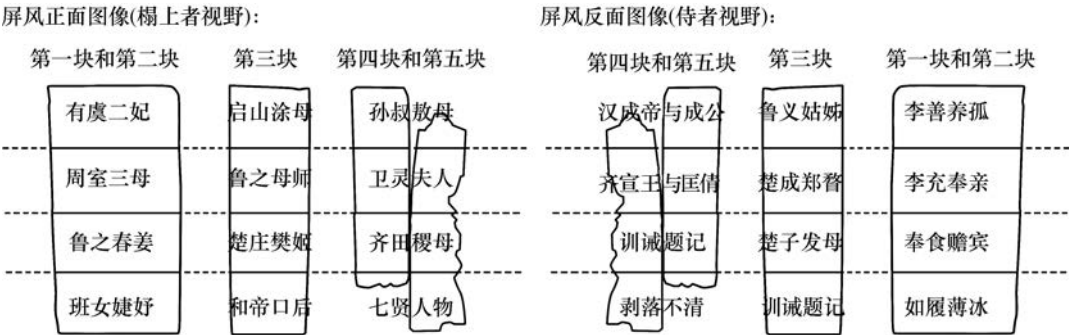 屏风正面图像(榻上者视野)：
第一块和第二块 第三块 第四块和第五块
有虞二妃 启山涂母 孙叔敖母
周室三母 鲁之母师 卫灵夫人
鲁之春姜 楚庄樊姬 齐田稷母
班女婕妤 和帝口后 七贤人物
屏风反面图像(侍者视野)：
第四块和第五块 第三块 第一块和第二块
汉成帝与成公 鲁义姑姊 李善养孤
齐宣王与匡倩 楚成郑瞀 李充奉亲
训诫题记 楚子发母 奉食赡宾
剥落不清 训诫题记 如履薄冰